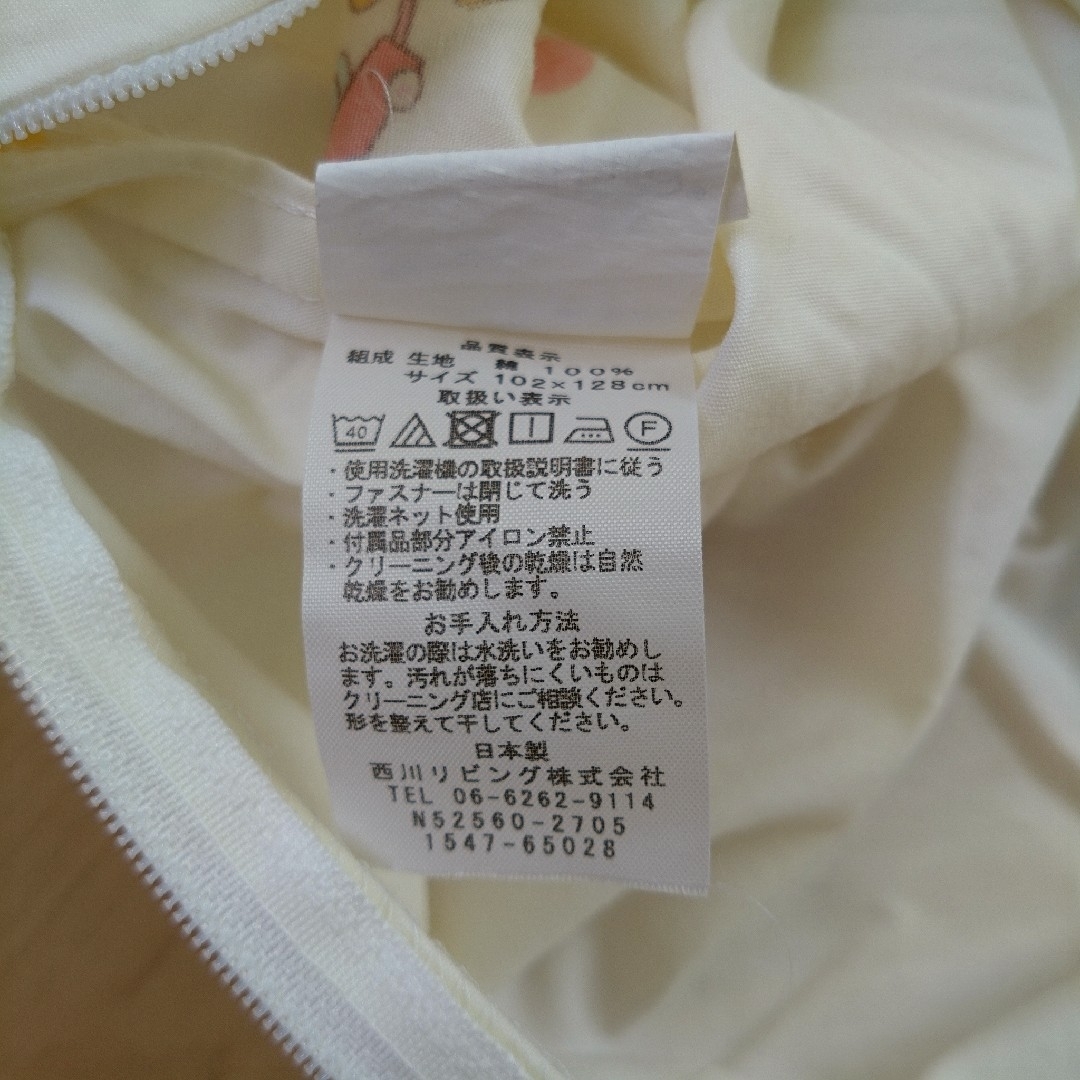 品質表示
組成 生地 綿 100%
サイズ 102×128cm
取扱い表示
40 F
・使用洗濯機の取扱説明書に従う
・ファスナーは閉じて洗う
・洗濯ネット使用
・付属品部分アイロン禁止
・クリーニング後の乾燥は自然
乾燥をお勧めします。
お手入れ方法
お洗濯の際は水洗いをお勧めし
ます。汚れが落ちにくいものは
クリーニング店にご相談ください。
形を整えて干してください。
日本製
西川リビング株式会社
TEL 06-6262-9114
N52560-2705
1547-65028